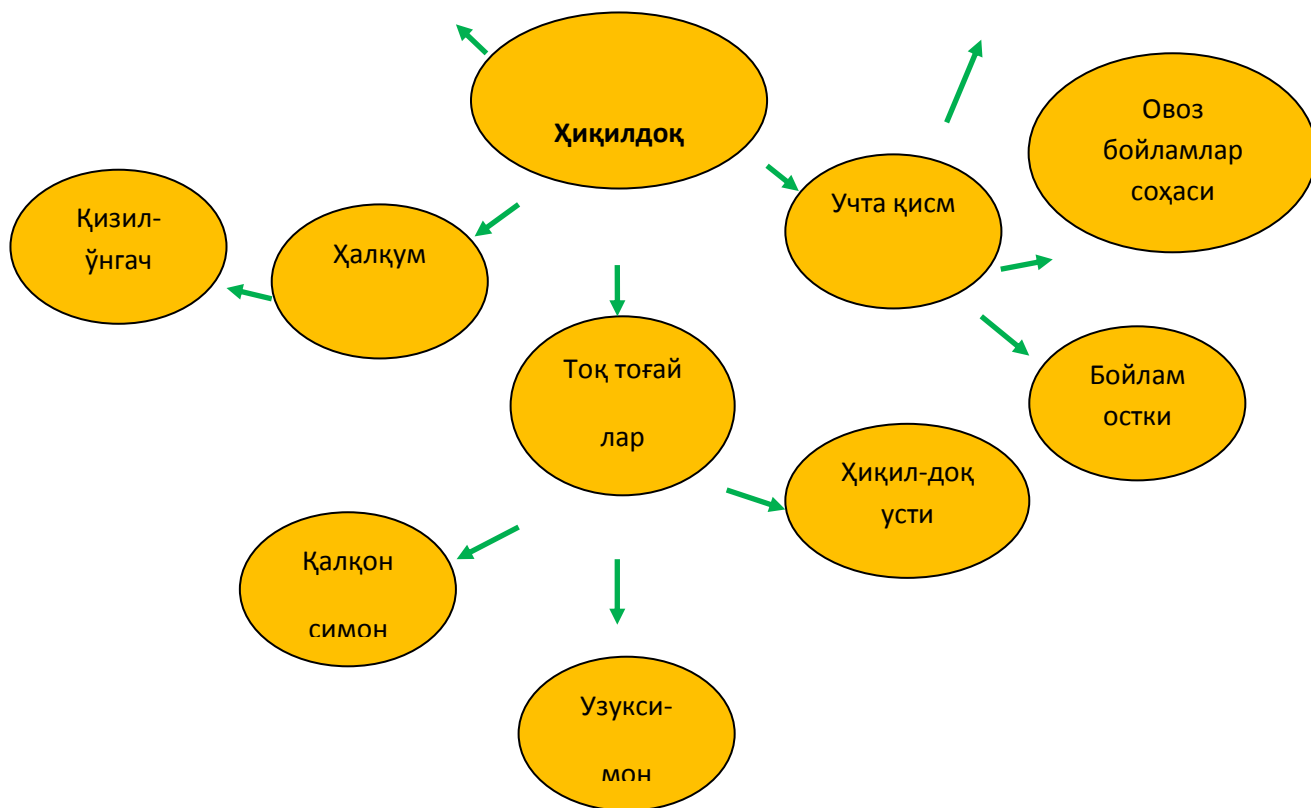 Ҳиқилдоқ
Овоз
бойламлар
соҳаси
Учта қисм
Қизил-
ўнгач
Ҳалқум
Тоқ тоғай
лар
Бойлам
остки
Ҳиқил-доқ
усти
Қалқон
симон
Узукси-
мон